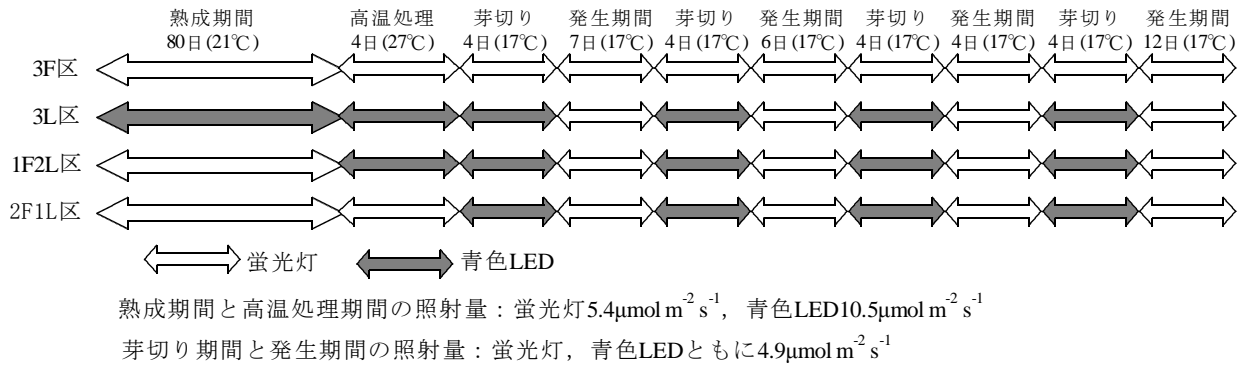 熟成期間 高温処理 芽切り 発生期間 芽切り 発生期間 芽切り 発生期間 芽切り 発生期間
80日(21℃) 4日(27℃) 4日(17℃) 7日(17℃) 4日(17℃) 6日(17℃) 4日(17℃) 4日(17℃) 4日(17℃) 12日(17℃)
3F区
3L区
1F2L区
2F1L区
蛍光灯 青色LED
熟成期間と高温処理期間の照射量：蛍光灯5.4μmol m⁻² s⁻¹，青色LED10.5μmol m⁻² s⁻¹
芽切り期間と発生期間の照射量：蛍光灯，青色LEDともに4.9μmol m⁻² s⁻¹